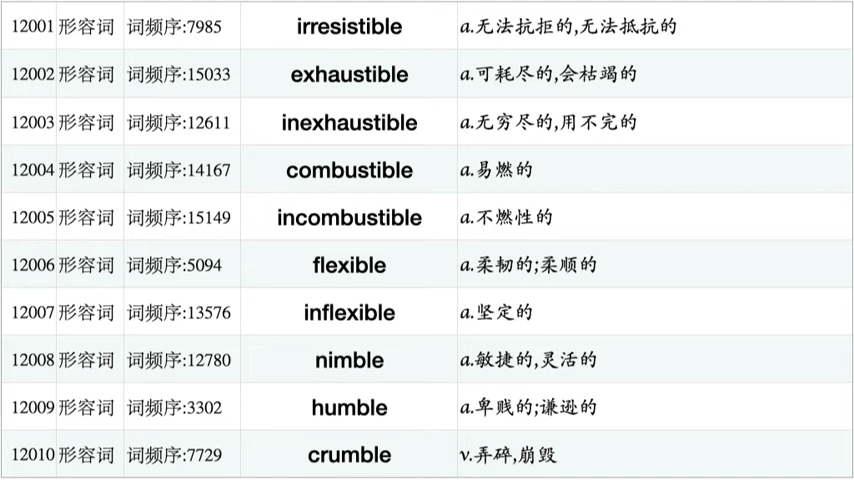 12001 形容词 词频序:7985 irresistible a.无法抗拒的,无法抵抗的
12002 形容词 词频序:15033 exhaustible a.可耗尽的,会枯竭的
12003 形容词 词频序:12611 inexhaustible a.无穷尽的,用不完的
12004 形容词 词频序:14167 combustible a.易燃的
12005 形容词 词频序:15149 incombustible a.不燃性的
12006 形容词 词频序:5094 flexible a.柔韧的;柔顺的
12007 形容词 词频序:13576 inflexible a.坚定的
12008 形容词 词频序:12780 nimble a.敏捷的,灵活的
12009 形容词 词频序:3302 humble a.卑贱的;谦逊的
12010 形容词 词频序:7729 crumble v.弄碎,崩毁